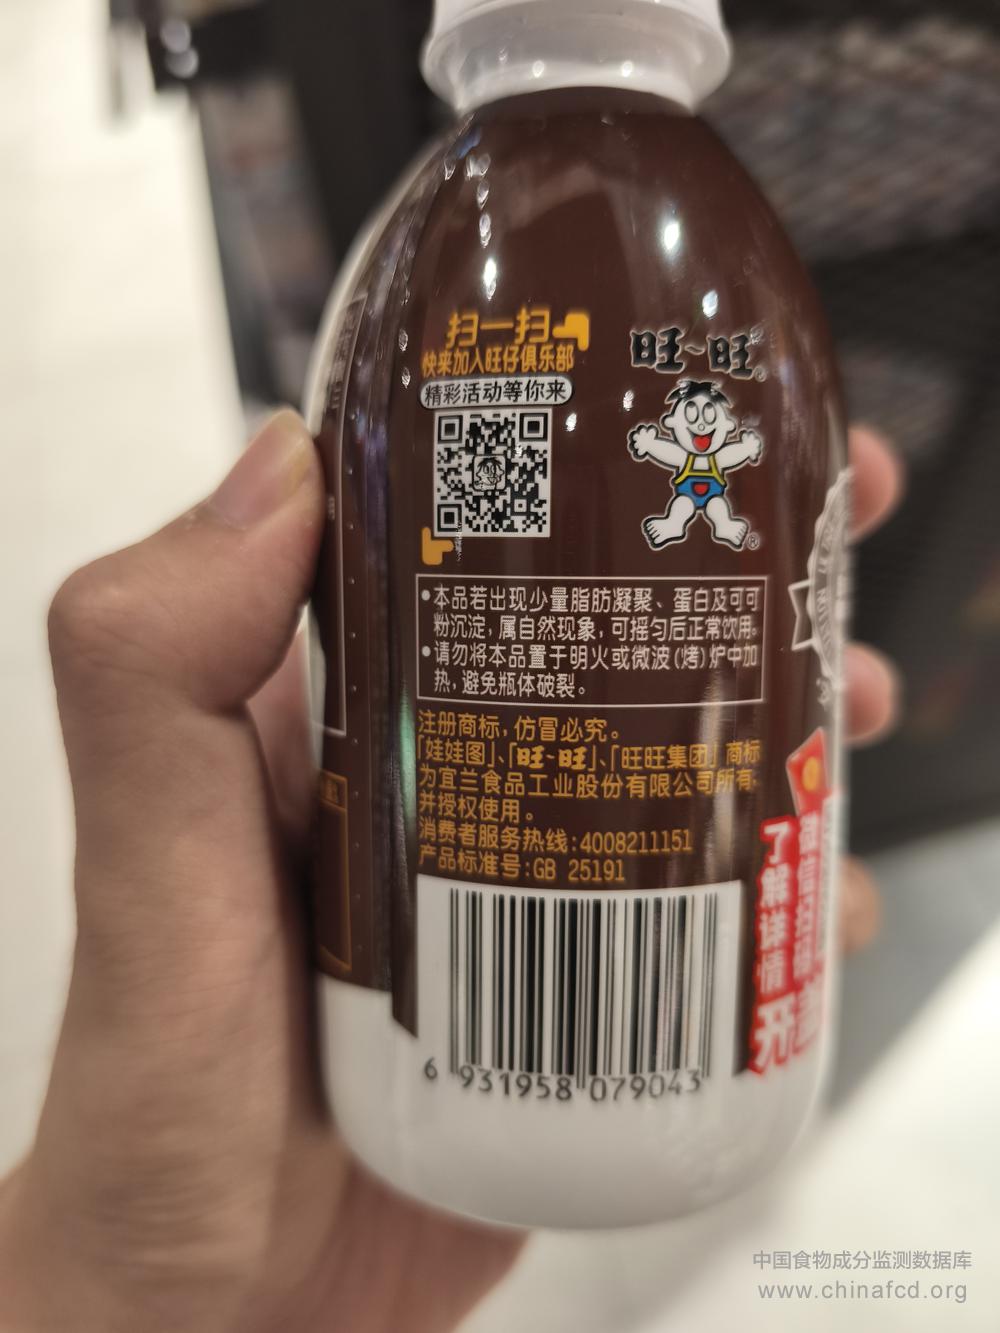 扫一扫
快来加入旺仔俱乐部
精彩活动等你来
旺~旺®
®
•本品若出现少量脂肪凝聚、蛋白及可可
粉沉淀,属自然现象,可摇匀后正常饮用。
•请勿将本品置于明火或微波(烤)炉中加
热,避免瓶体破裂。
注册商标,仿冒必究。
「娃娃图」、「旺~旺」、「旺旺集团」商标
为宜兰食品工业股份有限公司所有,
并授权使用。
消费者服务热线:4008211151
产品标准号:GB 25191
6 931958 079043
了解详情
开
中国食物成分监测数据库
www.chinafcd.org